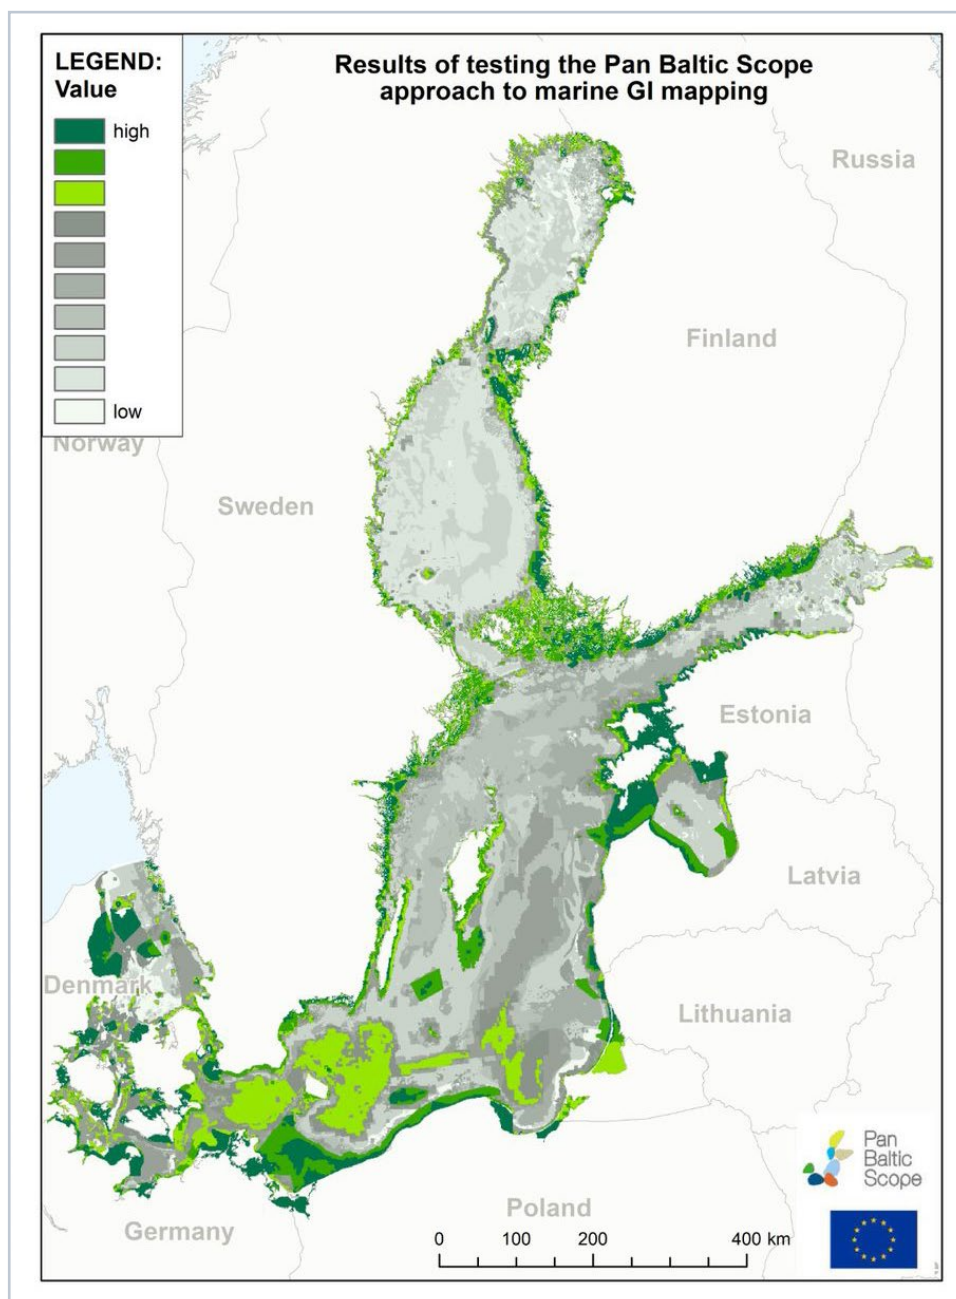 LEGEND:
Value
high
low
Results of testing the Pan Baltic Scope
approach to marine GI mapping
Russia
Finland
Norway
Sweden
Estonia
Latvia
Denmark
Lithuania
Pan
Baltic
Scope
Poland
Germany
0 100 200 400 km